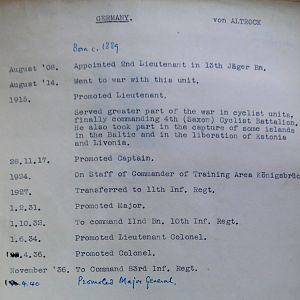 GERMANY.
von ALTROCK
Born c. 1889
August '08. Appointed 2nd Lieutenant in 13th Jäger Bn.
August '14. Went to war with this unit.
1915. Promoted Lieutenant.
Served greater part of the war in cyclist units,
finally commanding 4th (Saxon) Cyclist Battalion.
He also took part in the capture of some islands
in the Baltic and in the liberation of Estonia
and Livonia.
28.11.17. Promoted Captain.
1924. On Staff of Commander of Training Area Königsbrüc
1927. Transferred to 11th Inf. Regt.
1.2.31. Promoted Major.
1.10.32. To command IInd Bn. 10th Inf. Regt.
1.6.34. Promoted Lieutenant Colonel.
.4.36. Promoted Colonel.
November '36. To Command 53rd Inf. Regt.
.4.40 Promoted Major General.